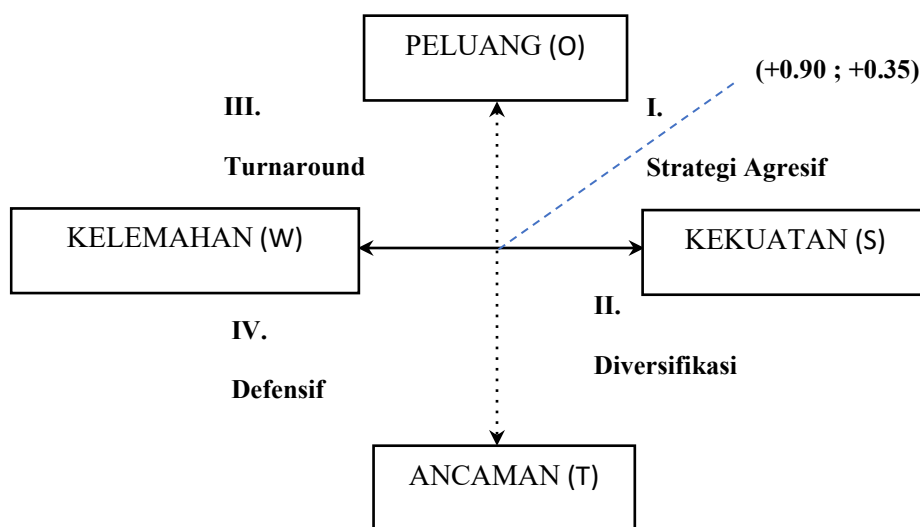 PELUANG (O)
(+0.90 ; +0.35)
III.
I.
Turnaround
Strategi Agresif
KELEMAHAN (W)
KEKUATAN (S)
IV.
II.
Defensif
Diversifikasi
ANCAMAN (T)